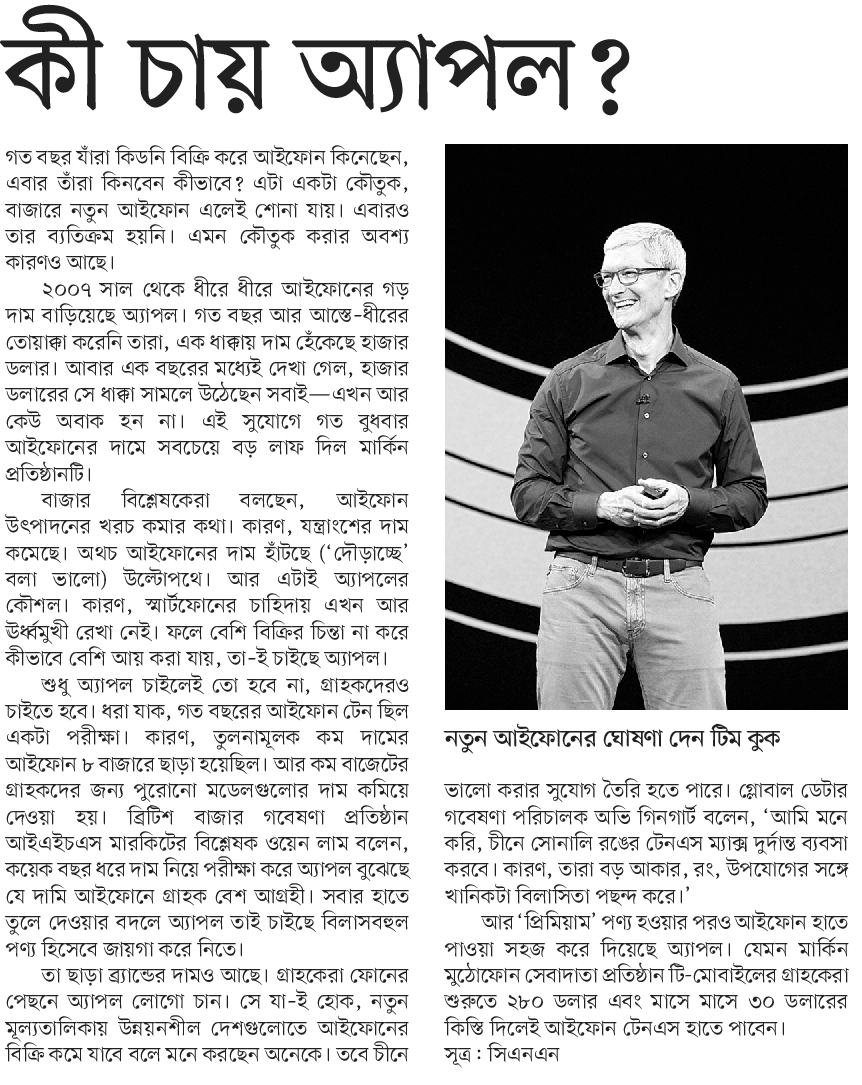 কী চায় অ্যাপল?
গত বছর যাঁরা কিডনি বিক্রি করে আইফোন কিনেছেন,
এবার তাঁরা কিনবেন কীভাবে? এটা একটা কৌতুক,
বাজারে নতুন আইফোন এলেই শোনা যায়। এবারও
তার ব্যতিক্রম হয়নি। এমন কৌতুক করার অবশ্য
কারণও আছে।
২০০৭ সাল থেকে ধীরে ধীরে আইফোনের গড়
দাম বাড়িয়েছে অ্যাপল। গত বছর আর আস্তে-ধীরের
তোয়াক্কা করেনি তারা, এক ধাক্কায় দাম হেঁকেছে হাজার
ডলার। আবার এক বছরের মধ্যেই দেখা গেল, হাজার
ডলারের সে ধাক্কা সামলে উঠেছেন সবাই—এখন আর
কেউ অবাক হন না। এই সুযোগে গত বুধবার
আইফোনের দামে সবচেয়ে বড় লাফ দিল মার্কিন
প্রতিষ্ঠানটি।
বাজার বিশ্লেষকেরা বলছেন, আইফোন
উৎপাদনের খরচ কমার কথা। কারণ, যন্ত্রাংশের দাম
কমেছে। অথচ আইফোনের দাম হাঁটছে (‘দৌড়াচ্ছে’
বলা ভালো) উল্টোপথে। আর এটাই অ্যাপলের
কৌশল। কারণ, স্মার্টফোনের চাহিদায় এখন আর
ঊর্ধ্বমুখী রেখা নেই। ফলে বেশি বিক্রির চিন্তা না করে
কীভাবে বেশি আয় করা যায়, তা-ই চাইছে অ্যাপল।
শুধু অ্যাপল চাইলেই তো হবে না, গ্রাহকদেরও
চাইতে হবে। ধরা যাক, গত বছরের আইফোন টেন ছিল
একটা পরীক্ষা। কারণ, তুলনামূলক কম দামের
আইফোন ৮ বাজারে ছাড়া হয়েছিল। আর কম বাজেটের
গ্রাহকদের জন্য পুরোনো মডেলগুলোর দাম কমিয়ে
দেওয়া হয়। ব্রিটিশ বাজার গবেষণা প্রতিষ্ঠান
আইএইচএস মারকিটের বিশ্লেষক ওয়েন লাম বলেন,
কয়েক বছর ধরে দাম নিয়ে পরীক্ষা করে অ্যাপল বুঝেছে
যে দামি আইফোনে গ্রাহক বেশ আগ্রহী। সবার হাতে
তুলে দেওয়ার বদলে অ্যাপল তাই চাইছে বিলাসবহুল
পণ্য হিসেবে জায়গা করে নিতে।
তা ছাড়া ব্র্যান্ডের দামও আছে। গ্রাহকেরা ফোনের
পেছনে অ্যাপল লোগো চান। সে যা-ই হোক, নতুন
মূল্যতালিকায় উন্নয়নশীল দেশগুলোতে আইফোনের
বিক্রি কমে যাবে বলে মনে করছেন অনেকে। তবে চীনে
নতুন আইফোনের ঘোষণা দেন টিম কুক
ভালো করার সুযোগ তৈরি হতে পারে। গ্লোবাল ডেটার
গবেষণা পরিচালক অভি গিনগার্ট বলেন, ‘আমি মনে
করি, চীনে সোনালি রঙের টেনএস ম্যাক্স দুর্দান্ত ব্যবসা
করবে। কারণ, তারা বড় আকার, রং, উপযোগের সঙ্গে
খানিকটা বিলাসিতা পছন্দ করে।’
আর ‘প্রিমিয়াম’ পণ্য হওয়ার পরও আইফোন হাতে
পাওয়া সহজ করে দিয়েছে অ্যাপল। যেমন মার্কিন
মুঠোফোন সেবাদাতা প্রতিষ্ঠান টি-মোবাইলের গ্রাহকেরা
শুরুতে ২৮০ ডলার এবং মাসে মাসে ৩০ ডলারের
কিস্তি দিলেই আইফোন টেনএস হাতে পাবেন।
সূত্র : সিএনএন